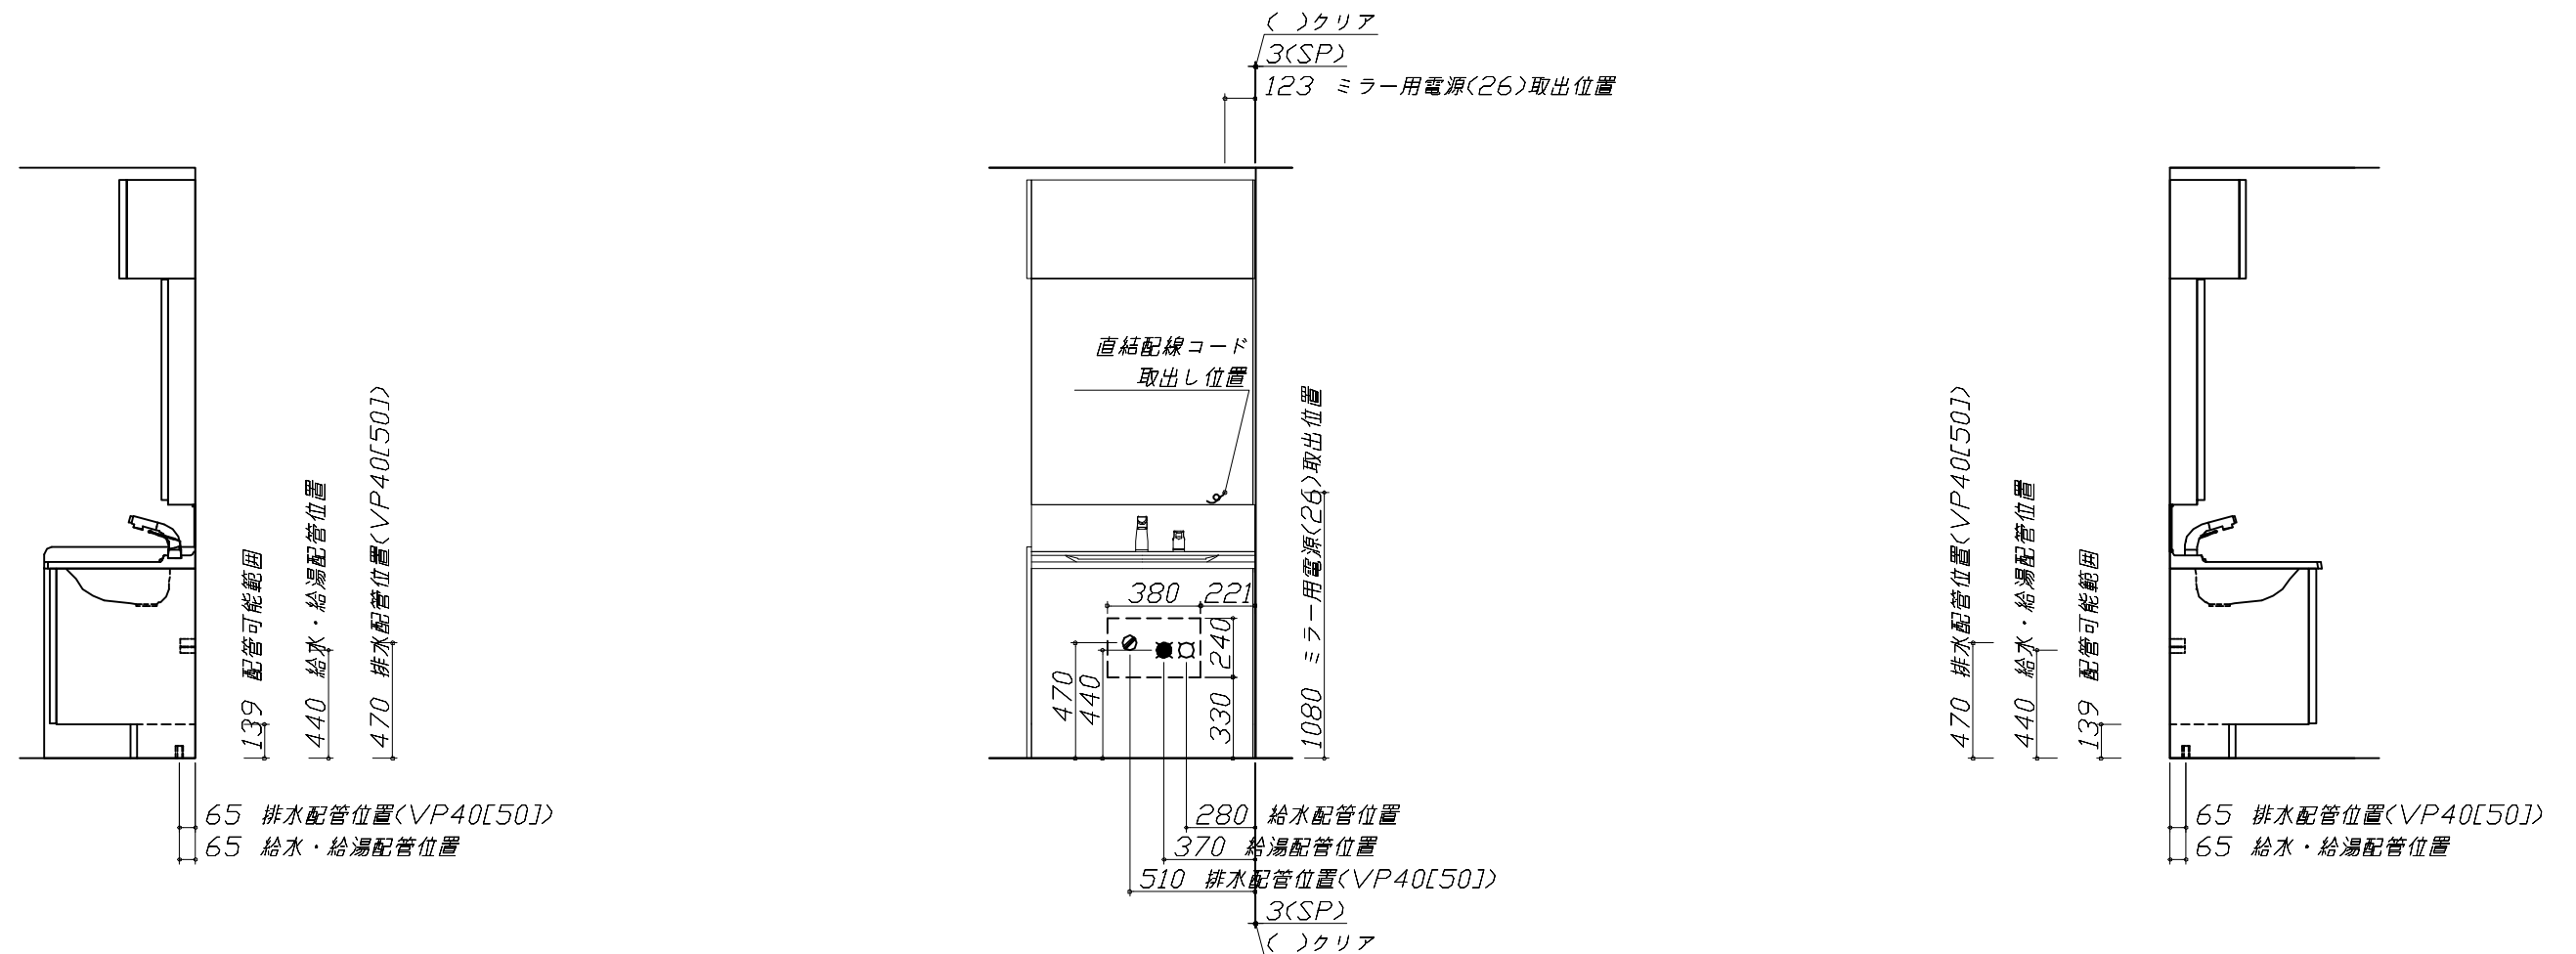 ( )クリア
3(SP)
123 ミラー用電源(26)取出位置
直結配線コード
取出し位置
139 配管可能範囲
440 給水・給湯配管位置
470 排水配管位置(VP40[50])
65 排水配管位置(VP40[50])
65 給水・給湯配管位置
380
221
240
330
470
440
1080 ミラー用電源(26)取出位置
280 給水配管位置
370 給湯配管位置
510 排水配管位置(VP40[50])
3(SP)
( )クリア
470 排水配管位置(VP40[50])
440 給水・給湯配管位置
139 配管可能範囲
65 排水配管位置(VP40[50])
65 給水・給湯配管位置